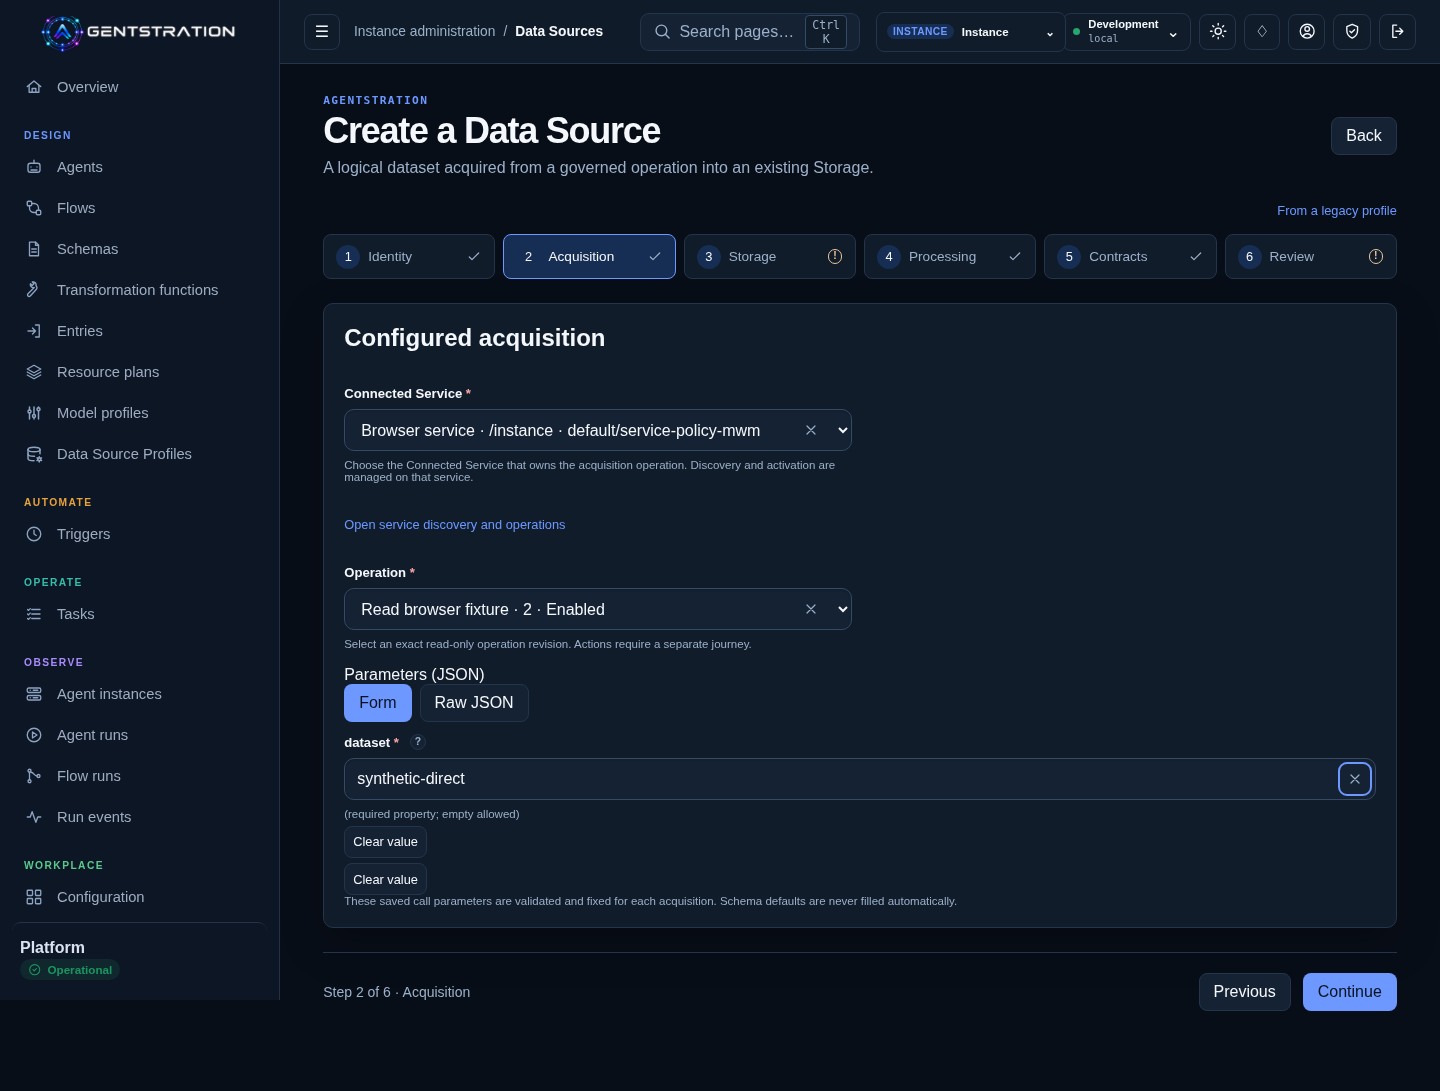 GENTSTRATION
Overview
DESIGN
Agents
Flows
Schemas
Transformation functions
Entries
Resource plans
Model profiles
Data Source Profiles
AUTOMATE
Triggers
OPERATE
Tasks
OBSERVE
Agent instances
Agent runs
Flow runs
Run events
WORKPLACE
Configuration
Platform
Operational
Instance administration / Data Sources
Search pages…
Ctrl
K
INSTANCE Instance
Development
local
AGENTSTRATION
Create a Data Source
A logical dataset acquired from a governed operation into an existing Storage.
Back
From a legacy profile
1 Identity
2 Acquisition
3 Storage
4 Processing
5 Contracts
6 Review
Configured acquisition
Connected Service *
Browser service · /instance · default/service-policy-mwm
Choose the Connected Service that owns the acquisition operation. Discovery and activation are
managed on that service.
Open service discovery and operations
Operation *
Read browser fixture · 2 · Enabled
Select an exact read-only operation revision. Actions require a separate journey.
Parameters (JSON)
Form
Raw JSON
dataset * ?
synthetic-direct
(required property; empty allowed)
Clear value
Clear value
These saved call parameters are validated and fixed for each acquisition. Schema defaults are never filled automatically.
Step 2 of 6 · Acquisition
Previous
Continue